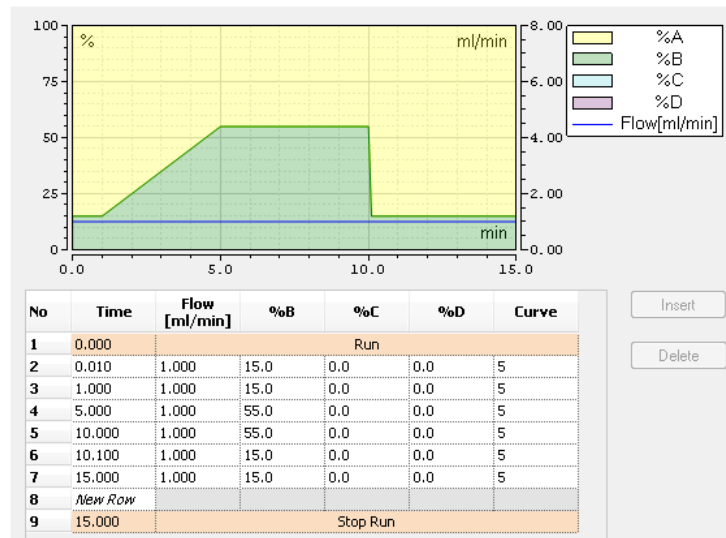 100
%
ml/min
8.00
%A
%B
%C
%D
Flow[ml/min]
75
6.00
50
4.00
25
2.00
min
0
0.00
0.0 5.0 10.0 15.0
No Time Flow [ml/min] %B %C %D Curve
1 0.000 Run
2 0.010 1.000 15.0 0.0 0.0 5
3 1.000 1.000 15.0 0.0 0.0 5
4 5.000 1.000 55.0 0.0 0.0 5
5 10.000 1.000 55.0 0.0 0.0 5
6 10.100 1.000 15.0 0.0 0.0 5
7 15.000 1.000 15.0 0.0 0.0 5
8 New Row
9 15.000 Stop Run
Insert
Delete